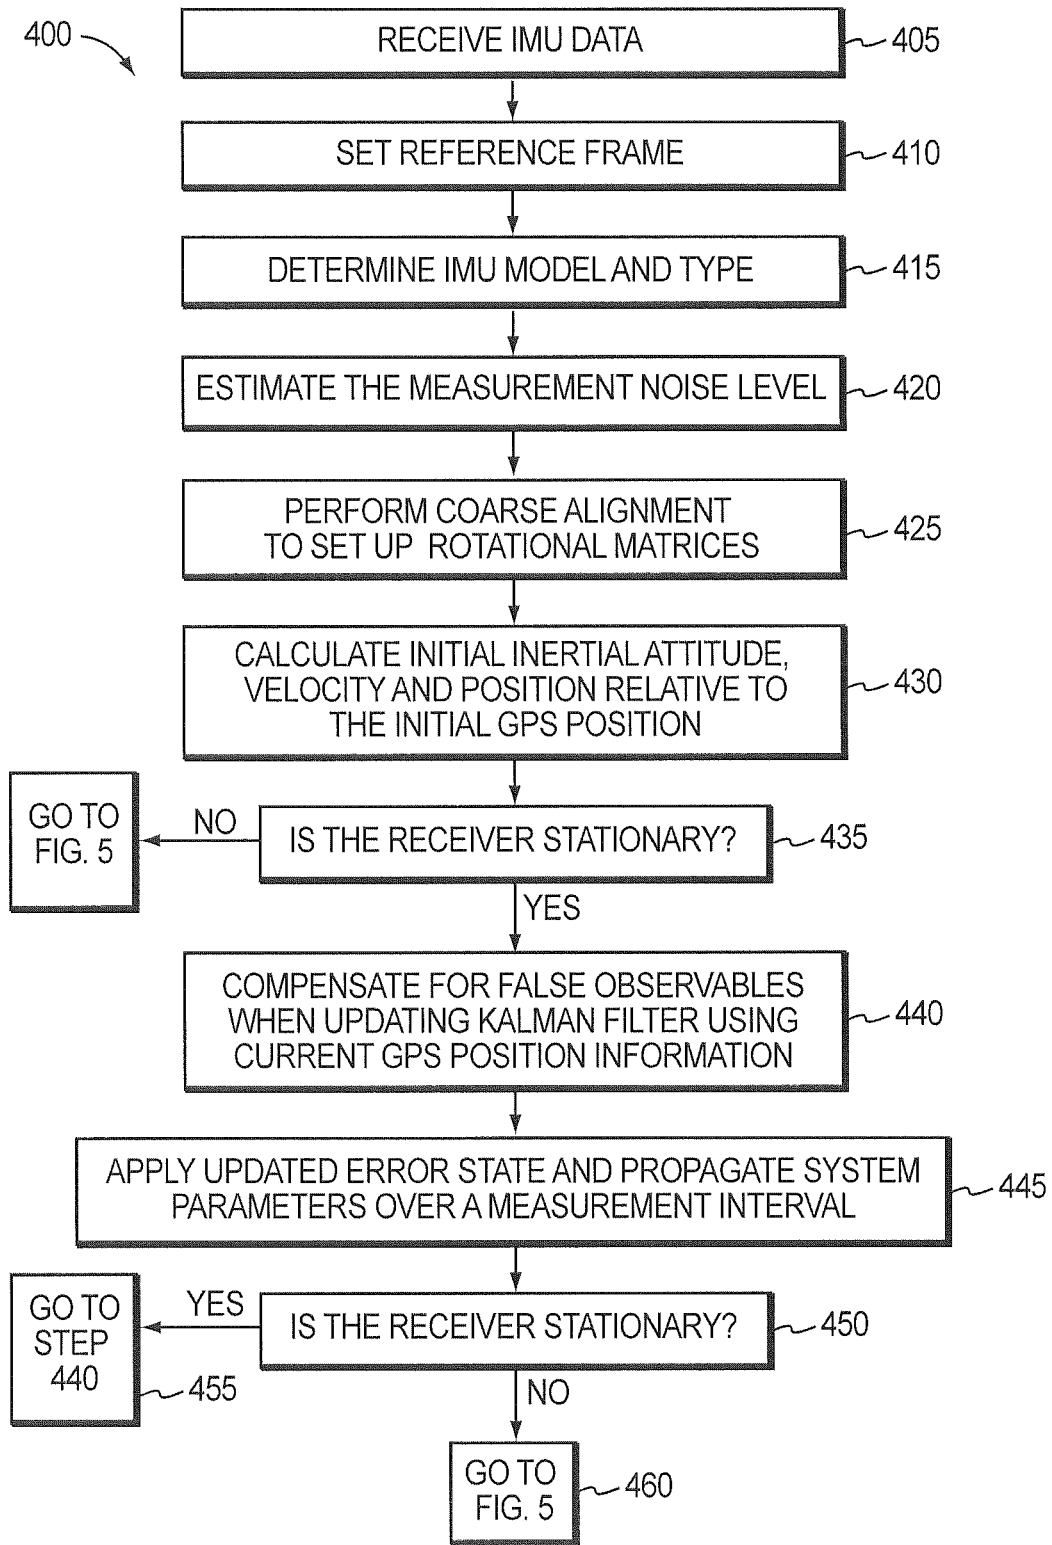 400
RECEIVE IMU DATA
405
SET REFERENCE FRAME
410
DETERMINE IMU MODEL AND TYPE
415
ESTIMATE THE MEASUREMENT NOISE LEVEL
420
PERFORM COARSE ALIGNMENT
TO SET UP ROTATIONAL MATRICES
425
CALCULATE INITIAL INERTIAL ATTITUDE,
VELOCITY AND POSITION RELATIVE TO
THE INITIAL GPS POSITION
430
GO TO
FIG. 5
NO
IS THE RECEIVER STATIONARY?
435
YES
COMPENSATE FOR FALSE OBSERVABLES
WHEN UPDATING KALMAN FILTER USING
CURRENT GPS POSITION INFORMATION
440
APPLY UPDATED ERROR STATE AND PROPAGATE SYSTEM
PARAMETERS OVER A MEASUREMENT INTERVAL
445
GO TO
STEP
440
455
YES
IS THE RECEIVER STATIONARY?
450
NO
GO TO
FIG. 5
460